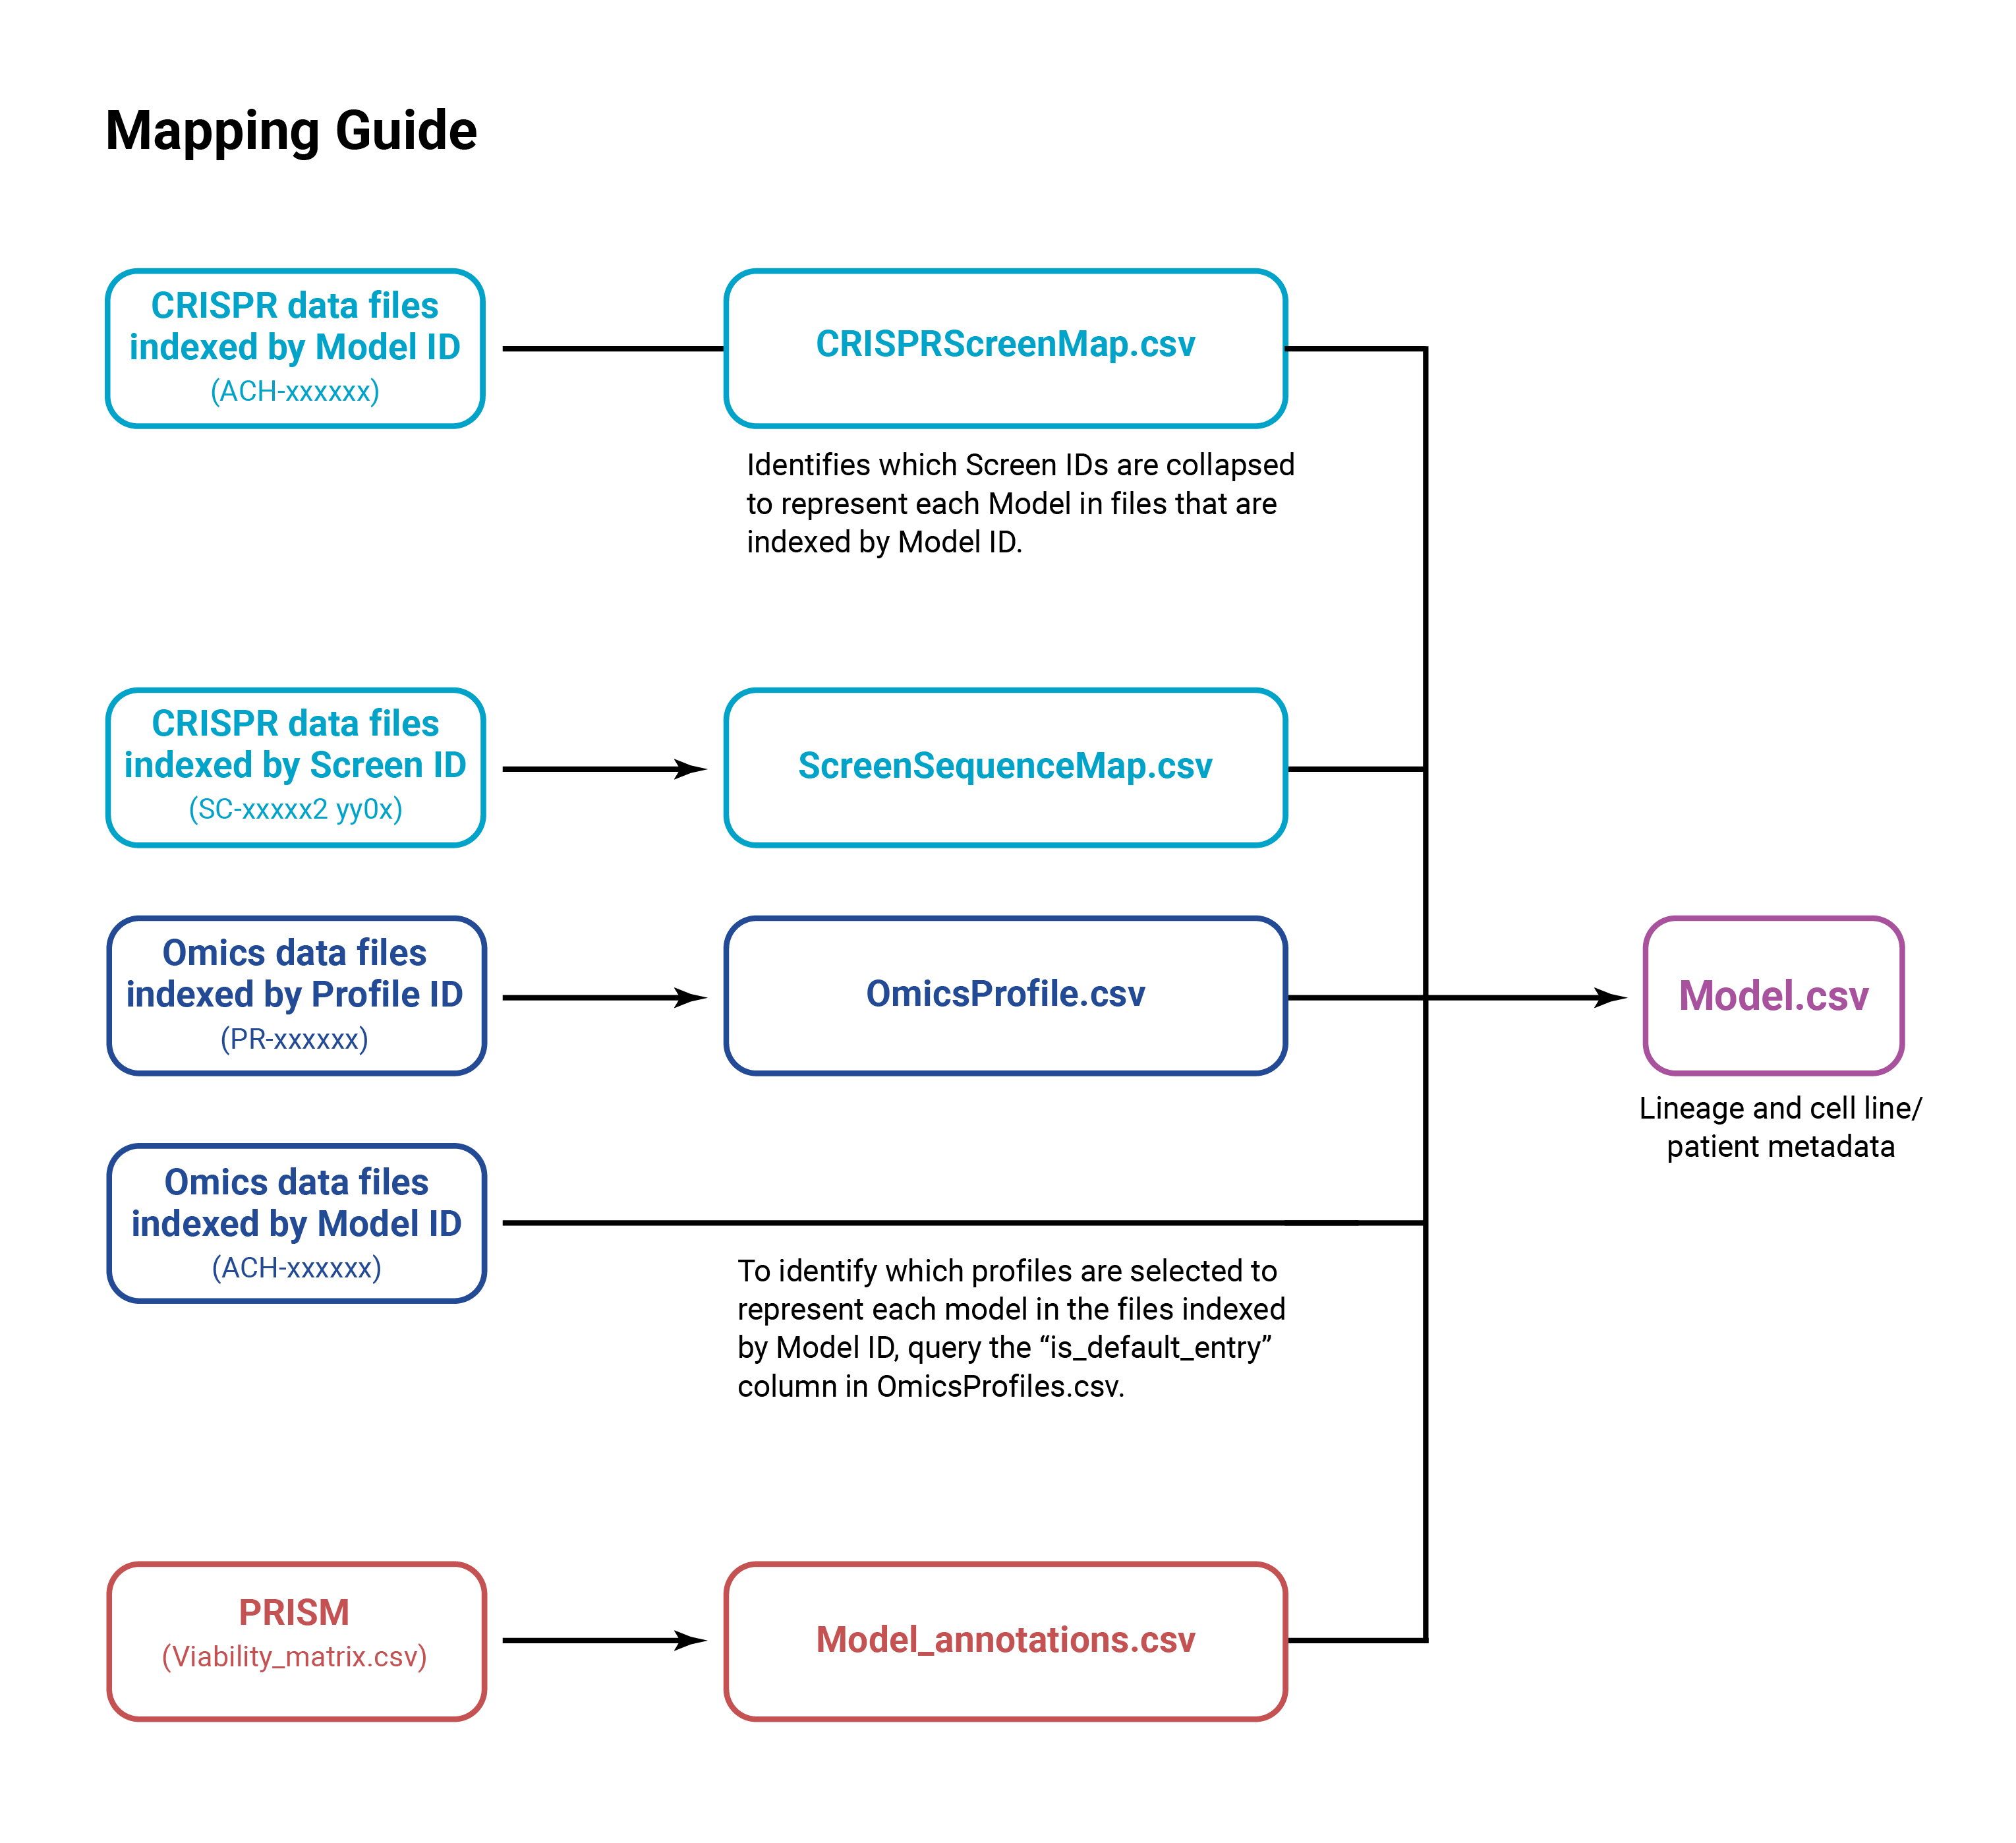 Mapping Guide
CRISPR data files
indexed by Model ID
(ACH-xxxxxx)
CRISPRScreenMap.csv
Identifies which Screen IDs are collapsed
to represent each Model in files that are
indexed by Model ID.
CRISPR data files
indexed by Screen ID
(SC-xxxxx2 yy0x)
ScreenSequenceMap.csv
Omics data files
indexed by Profile ID
(PR-xxxxxx)
OmicsProfile.csv
Model.csv
Lineage and cell line/
patient metadata
Omics data files
indexed by Model ID
(ACH-xxxxxx)
To identify which profiles are selected to
represent each model in the files indexed
by Model ID, query the “is_default_entry”
column in OmicsProfiles.csv.
PRISM
(Viability_matrix.csv)
Model_annotations.csv